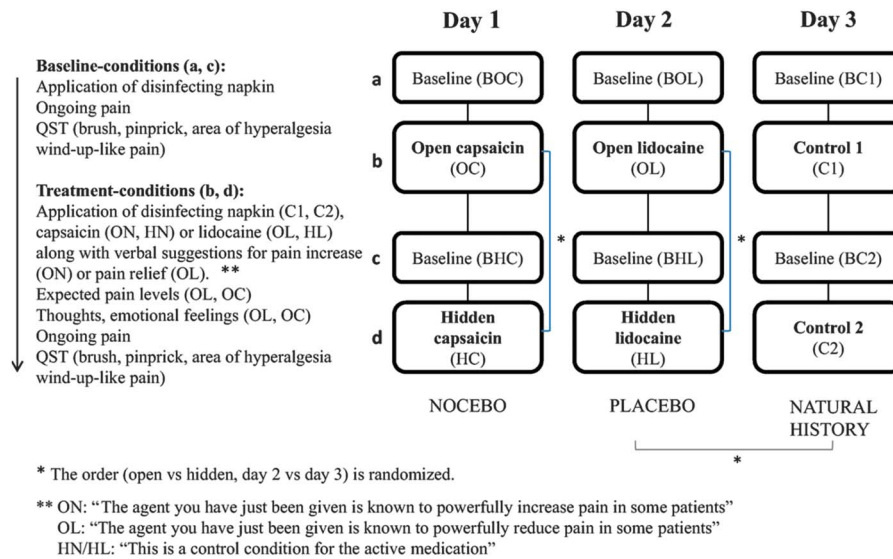 Day 1
Day 2
Day 3
Baseline-conditions (a, c):
Application of disinfecting napkin
Ongoing pain
QST (brush, pinprick, area of hyperalgesia
wind-up-like pain)
Treatment-conditions (b, d):
Application of disinfecting napkin (C1, C2),
capsaicin (ON, HN) or lidocaine (OL, HL)
along with verbal suggestions for pain increase
(ON) or pain relief (OL). **
Expected pain levels (OL, OC)
Thoughts, emotional feelings (OL, OC)
Ongoing pain
QST (brush, pinprick, area of hyperalgesia
wind-up-like pain)
a
Baseline (BOC)
Baseline (BOL)
Baseline (BC1)
b
Open capsaicin
(OC)
Open lidocaine
(OL)
Control 1
(C1)
*
*
c
Baseline (BHC)
Baseline (BHL)
Baseline (BC2)
d
Hidden
capsaicin
(HC)
Hidden
lidocaine
(HL)
Control 2
(C2)
NOCEBO
PLACEBO
NATURAL
HISTORY
*
* The order (open vs hidden, day 2 vs day 3) is randomized.
** ON: “The agent you have just been given is known to powerfully increase pain in some patients”
OL: “The agent you have just been given is known to powerfully reduce pain in some patients”
HN/HL: “This is a control condition for the active medication”